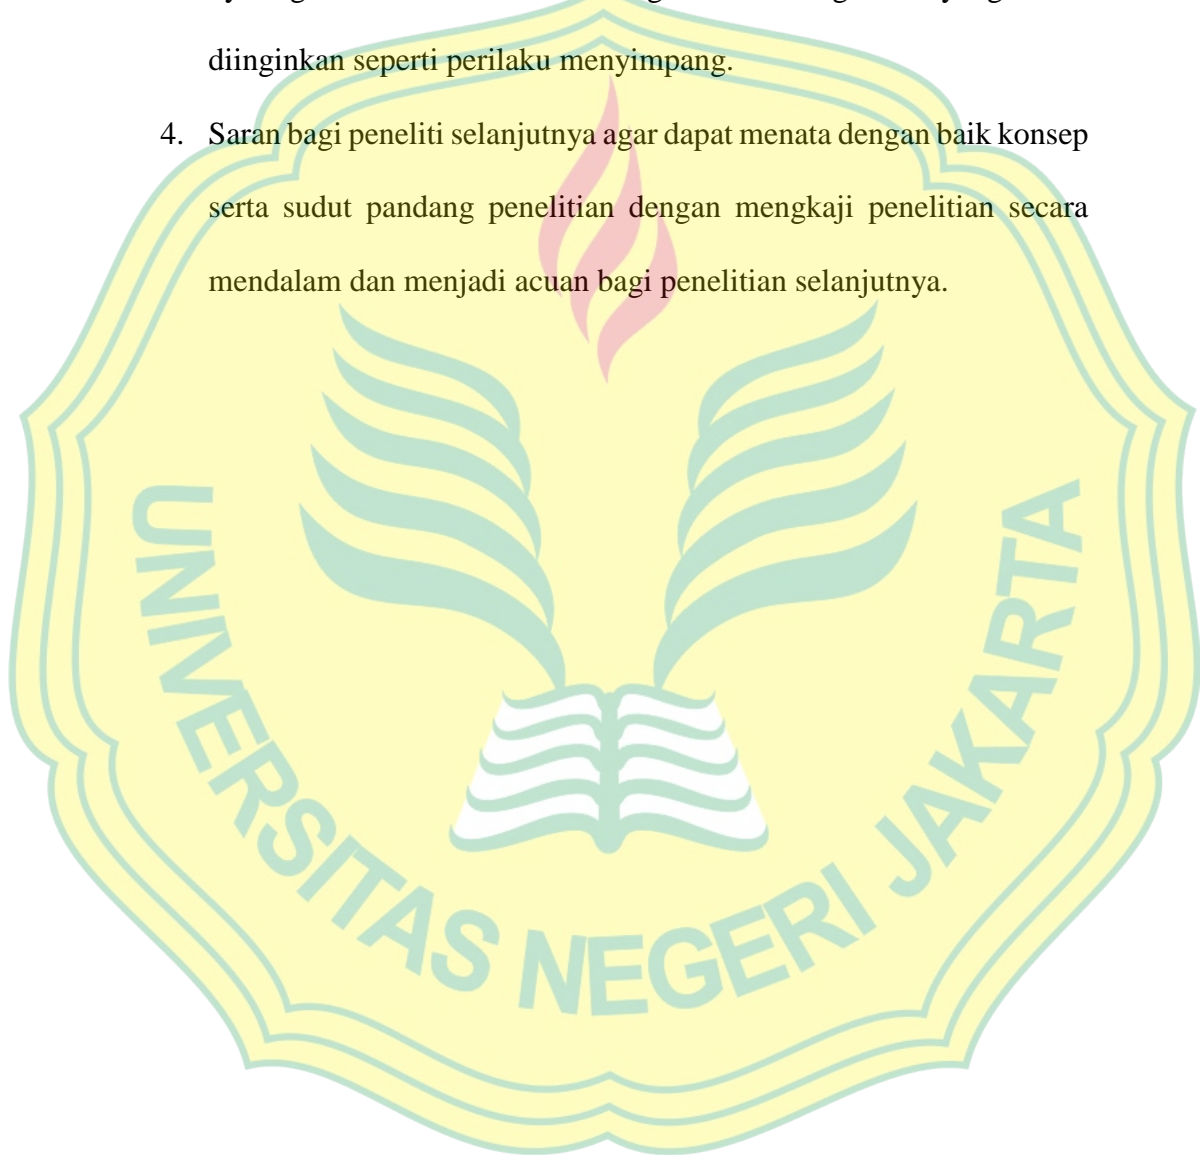 diinginkan seperti perilaku menyimpang.
4. Saran bagi peneliti selanjutnya agar dapat menata dengan baik konsep
serta sudut pandang penelitian dengan mengkaji penelitian secara
mendalam dan menjadi acuan bagi penelitian selanjutnya.
UNIVERSITAS NEGERI JAKARTA